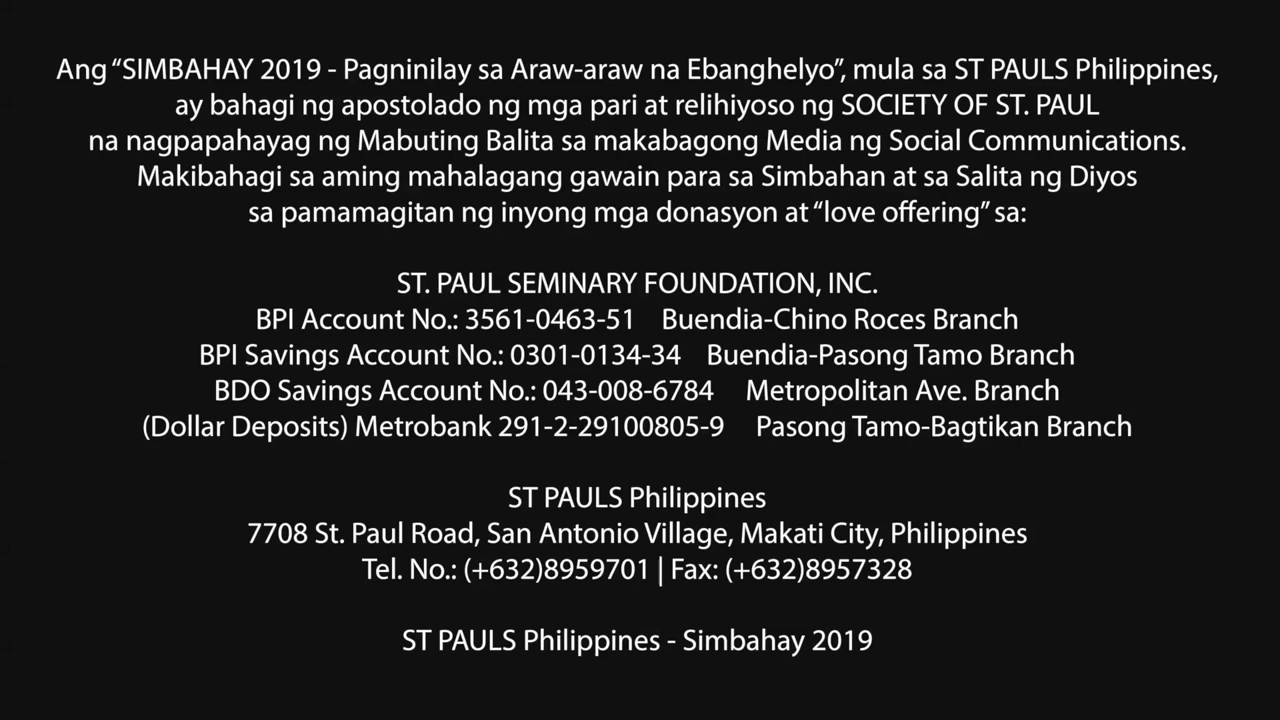 Ang “SIMBAHAY 2019 - Pagninilay sa Araw-araw na Ebanghelyo”, mula sa ST PAULS Philippines,
ay bahagi ng apostolado ng mga pari at relihiyoso ng SOCIETY OF ST. PAUL
na nagpapahayag ng Mabuting Balita sa makabagong Media ng Social Communications.
Makibahagi sa aming mahalagang gawain para sa Simbahan at sa Salita ng Diyos
sa pamamagitan ng inyong mga donasyon at “love offering” sa:
ST. PAUL SEMINARY FOUNDATION, INC.
BPI Account No.: 3561-0463-51 Buendia-Chino Roces Branch
BPI Savings Account No.: 0301-0134-34 Buendia-Pasong Tamo Branch
BDO Savings Account No.: 043-008-6784 Metropolitan Ave. Branch
(Dollar Deposits) Metrobank 291-2-29100805-9 Pasong Tamo-Bagtikan Branch
ST PAULS Philippines
7708 St. Paul Road, San Antonio Village, Makati City, Philippines
Tel. No.: (+632)8959701 | Fax: (+632)8957328
ST PAULS Philippines - Simbahay 2019